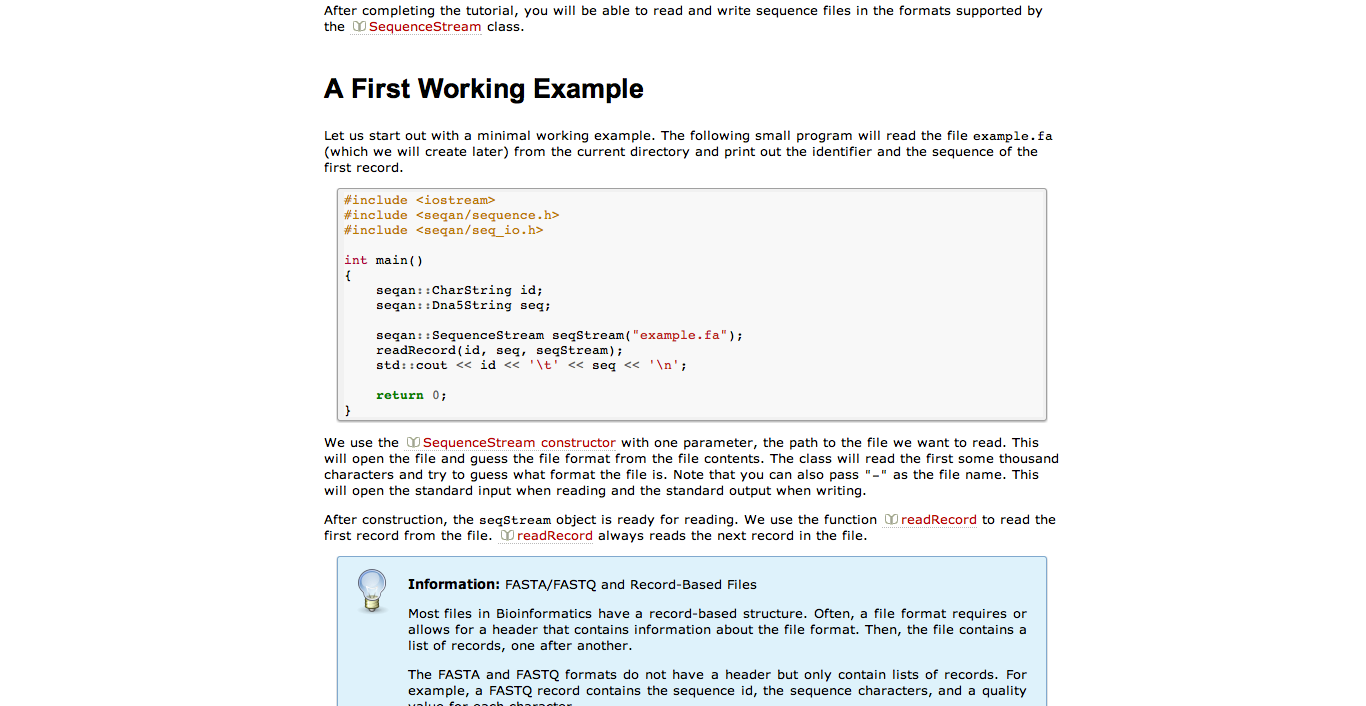 After completing the tutorial, you will be able to read and write sequence files in the formats supported by
the SequenceStream class.
A First Working Example
Let us start out with a minimal working example. The following small program will read the file example.fa
(which we will create later) from the current directory and print out the identifier and the sequence of the
first record.
#include <iostream>
#include <seqan/sequence.h>
#include <seqan/seq_io.h>
int main()
{
    seqan::CharString id;
    seqan::Dna5String seq;
    seqan::SequenceStream seqStream("example.fa");
    readRecord(id, seq, seqStream);
    std::cout << id << '\t' << seq << '\n';
    return 0;
}
We use the SequenceStream constructor with one parameter, the path to the file we want to read. This
will open the file and guess the file format from the file contents. The class will read the first some thousand
characters and try to guess what format the file is. Note that you can also pass "-" as the file name. This
will open the standard input when reading and the standard output when writing.
After construction, the seqStream object is ready for reading. We use the function readRecord to read the
first record from the file. readRecord always reads the next record in the file.
Information: FASTA/FASTQ and Record-Based Files
Most files in Bioinformatics have a record-based structure. Often, a file format requires or
allows for a header that contains information about the file format. Then, the file contains a
list of records, one after another.
The FASTA and FASTQ formats do not have a header but only contain lists of records. For
example, a FASTQ record contains the sequence id, the sequence characters, and a quality
value for each character.